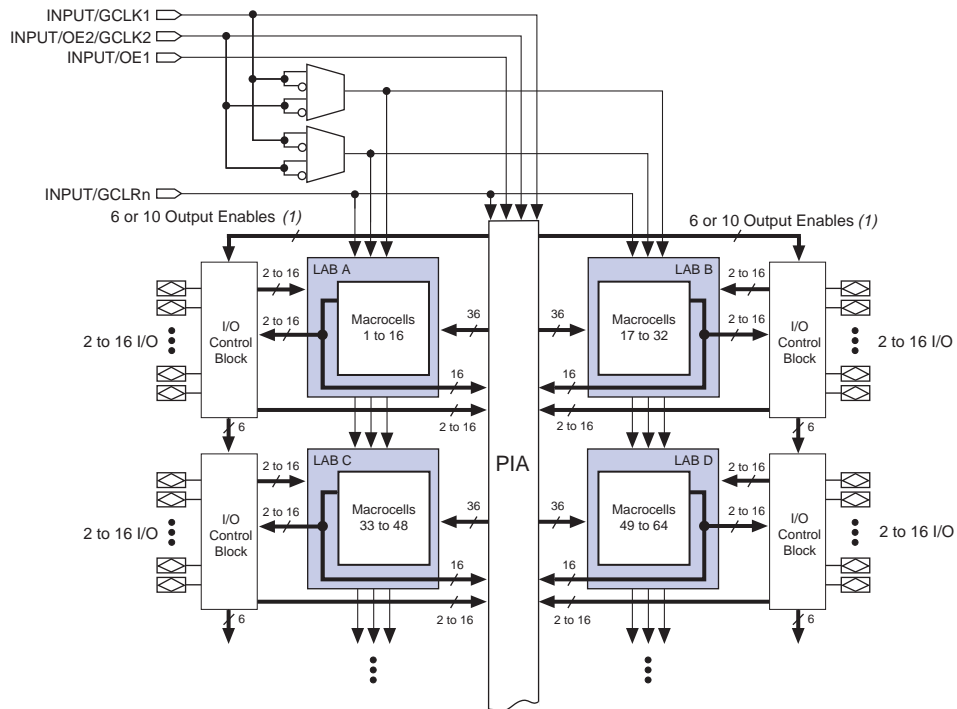 INPUT/GCLK1
INPUT/OE2/GCLK2
INPUT/OE1
INPUT/GCLRn
6 or 10 Output Enables (1)
6 or 10 Output Enables (1)
LAB A
2 to 16
I/O
Control
Block
2 to 16
Macrocells
1 to 16
36
16
2 to 16
2 to 16 I/O
6
36
LAB B
Macrocells
17 to 32
2 to 16
2 to 16
I/O
Control
Block
16
2 to 16
2 to 16 I/O
6
PIA
LAB C
2 to 16
I/O
Control
Block
2 to 16
Macrocells
33 to 48
36
16
2 to 16
2 to 16 I/O
6
36
LAB D
Macrocells
49 to 64
2 to 16
2 to 16
I/O
Control
Block
16
2 to 16
2 to 16 I/O
6